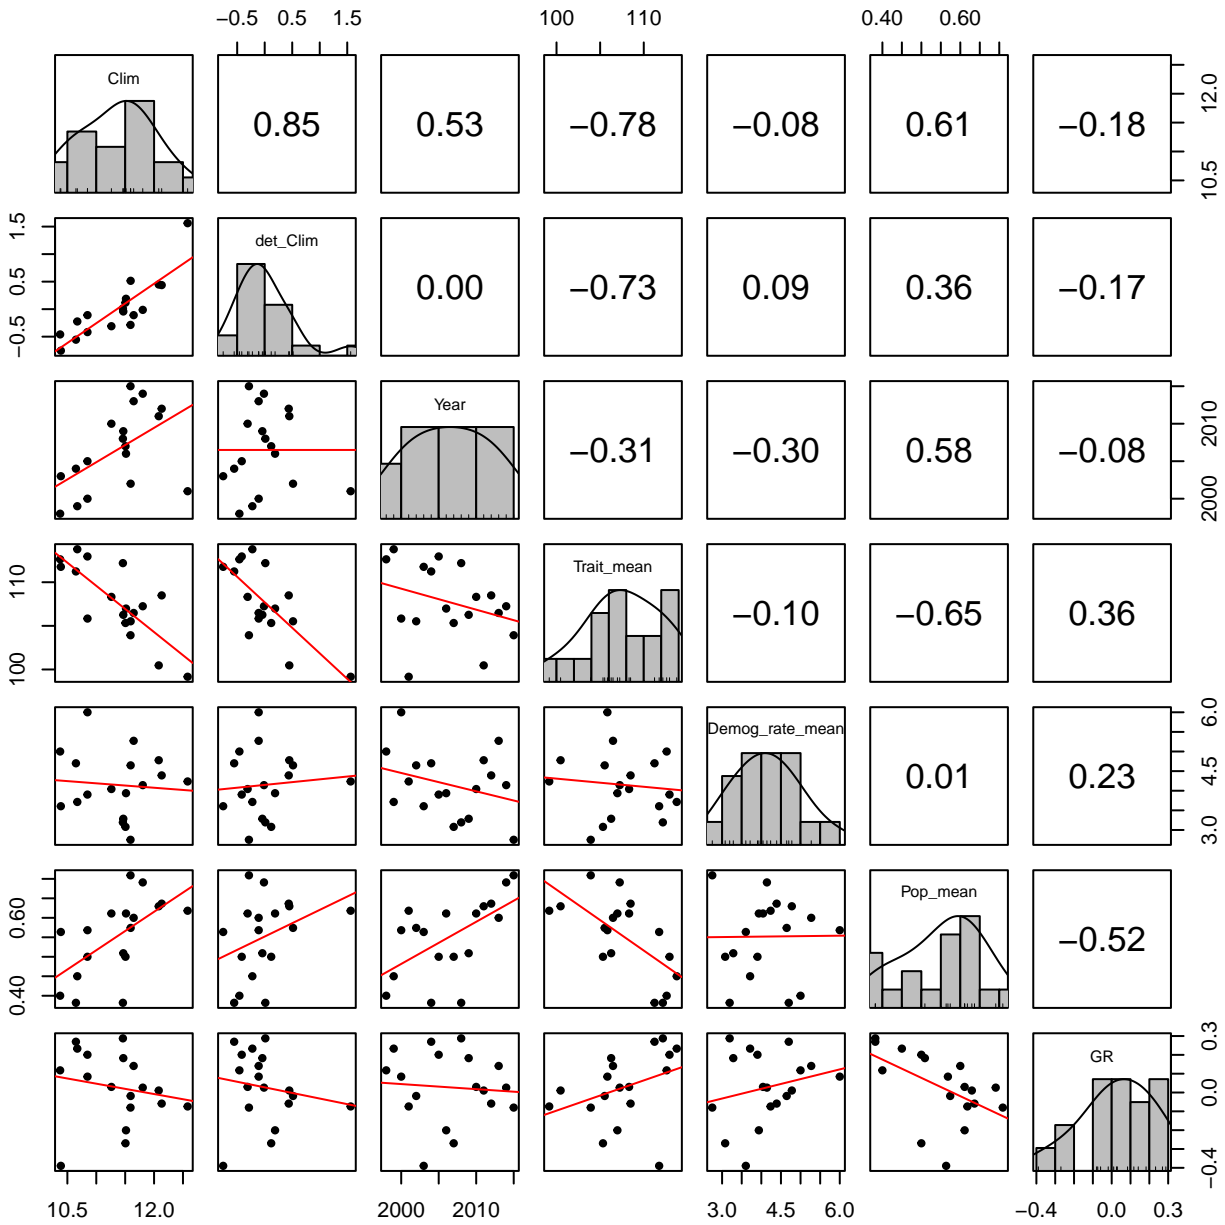 −0.5 0.5 1.5 100 110 0.40 0.60
Clim 0.85 0.53 −0.78 −0.08 0.61 −0.18 10.5 12.0
−0.5 0.5 1.5 det_Clim 0.00 −0.73 0.09 0.36 −0.17
Year −0.31 −0.30 0.58 −0.08 2000 2010
100 110 Trait_mean −0.10 −0.65 0.36
Demog_rate_mean 0.01 0.23 3.0 4.5 6.0
0.40 0.60 Pop_mean −0.52
GR −0.4 0.0 0.3
10.5 12.0 2000 2010 3.0 4.5 6.0 −0.4 0.0 0.3